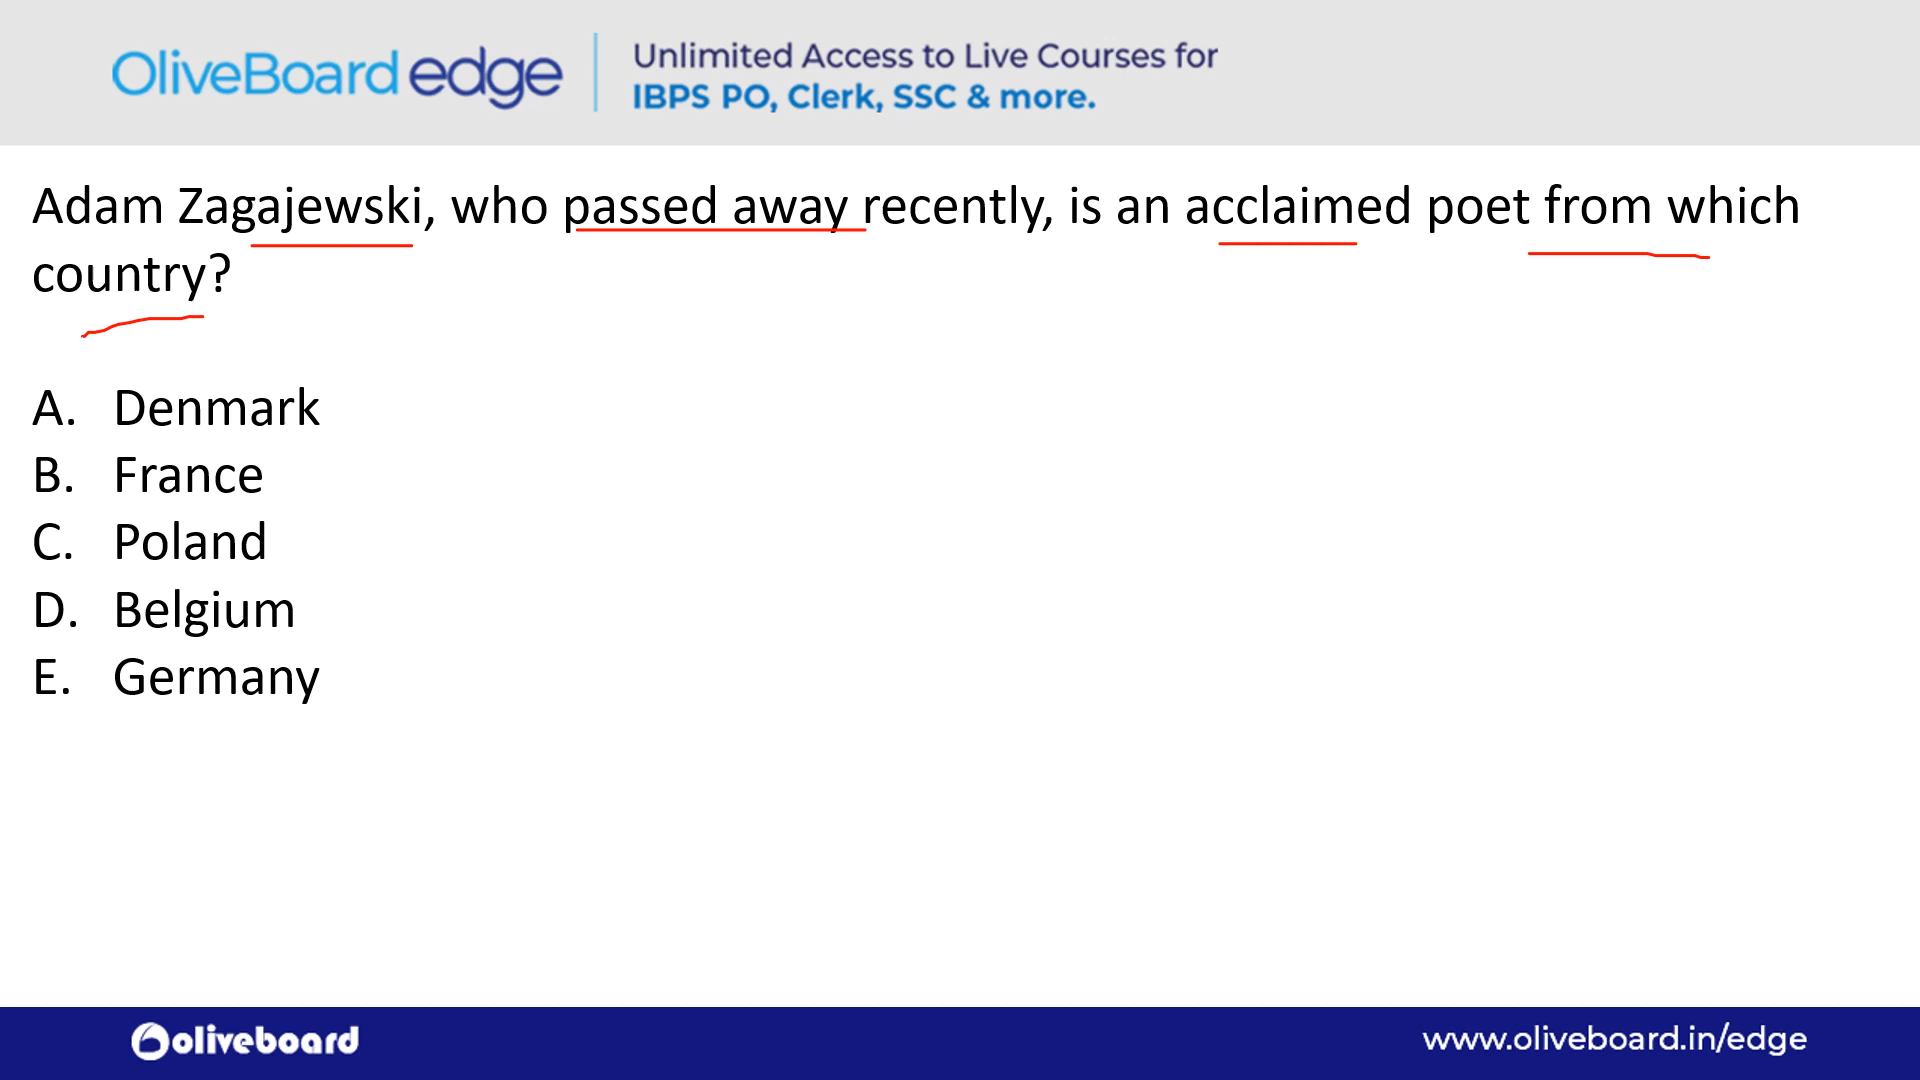 OliveBoard edge
Unlimited Access to Live Courses for
IBPS PO, Clerk, SSC & more.
Adam Zagajewski, who passed away recently, is an acclaimed poet from which
country?
A. Denmark
B. France
C. Poland
D. Belgium
E. Germany
oliveboard
www.oliveboard.in/edge